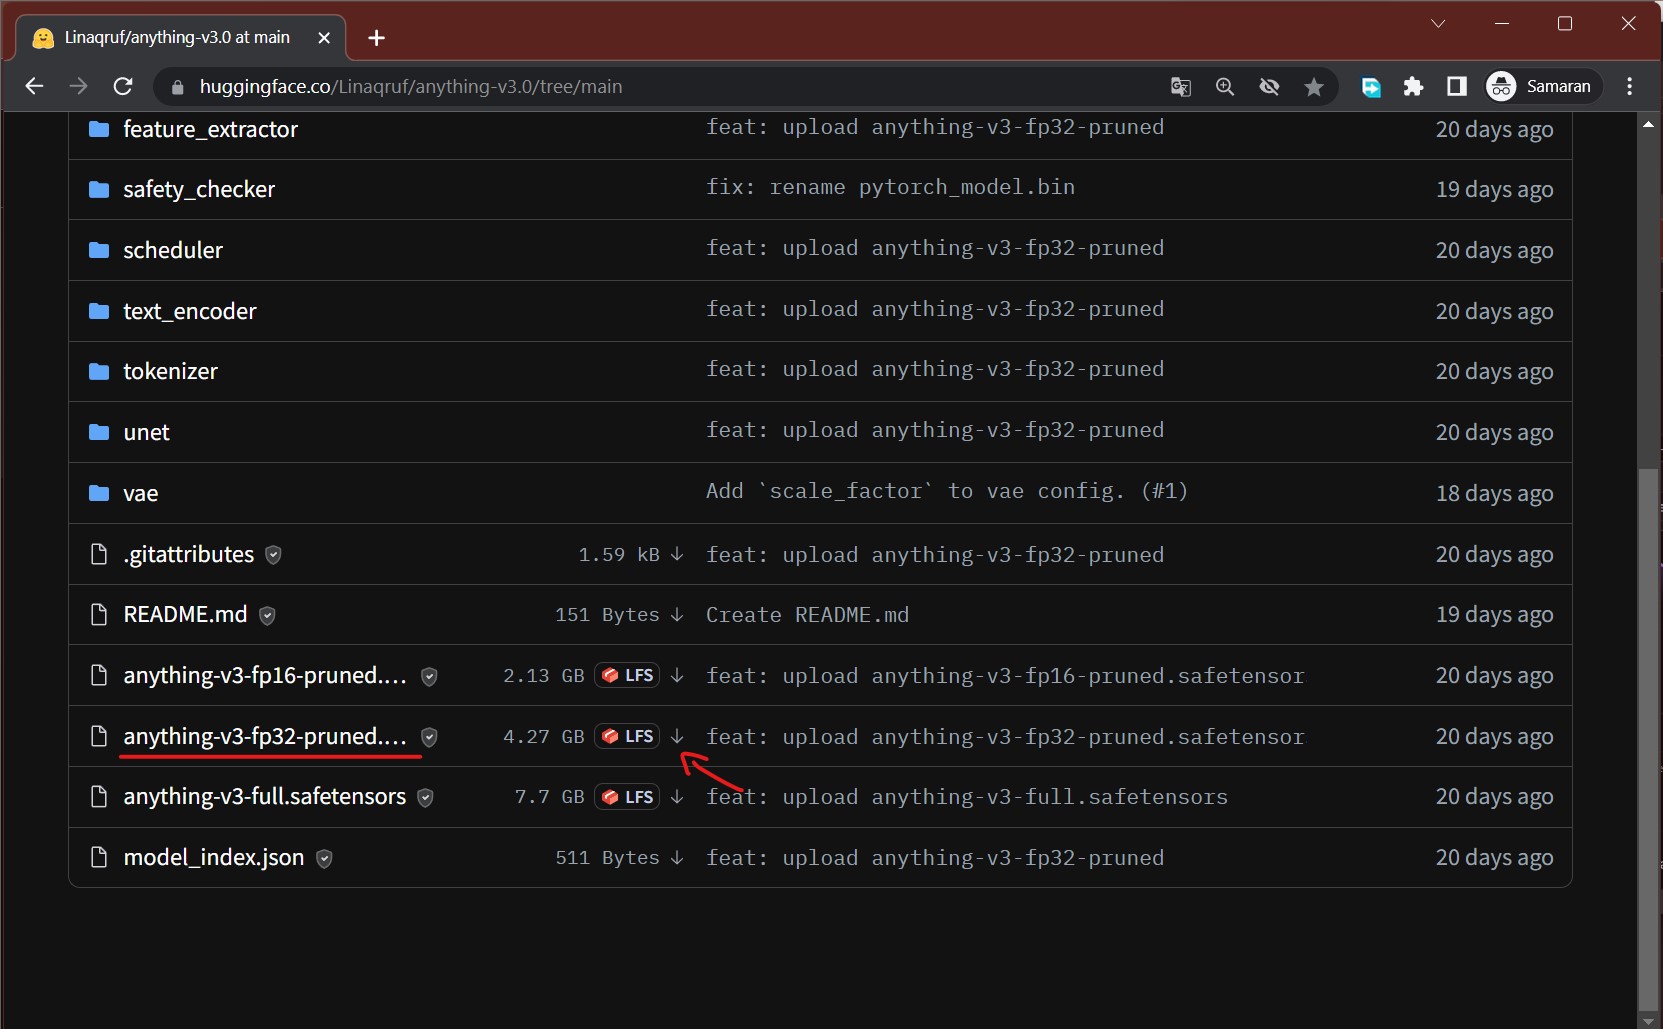 Linaqruf/anything-v3.0 at main
huggingface.co/Linaqruf/anything-v3.0/tree/main
Samaran
feature_extractor feat: upload anything-v3-fp32-pruned 20 days ago
safety_checker fix: rename pytorch_model.bin 19 days ago
scheduler feat: upload anything-v3-fp32-pruned 20 days ago
text_encoder feat: upload anything-v3-fp32-pruned 20 days ago
tokenizer feat: upload anything-v3-fp32-pruned 20 days ago
unet feat: upload anything-v3-fp32-pruned 20 days ago
vae Add `scale_factor` to vae config. (#1) 18 days ago
.gitattributes 1.59 kB ↓ feat: upload anything-v3-fp32-pruned 20 days ago
README.md 151 Bytes ↓ Create README.md 19 days ago
anything-v3-fp16-pruned.... 2.13 GB LFS ↓ feat: upload anything-v3-fp16-pruned.safetensor 20 days ago
anything-v3-fp32-pruned.... 4.27 GB LFS ↓ feat: upload anything-v3-fp32-pruned.safetensor 20 days ago
anything-v3-full.safetensors 7.7 GB LFS ↓ feat: upload anything-v3-full.safetensors 20 days ago
model_index.json 511 Bytes ↓ feat: upload anything-v3-fp32-pruned 20 days ago